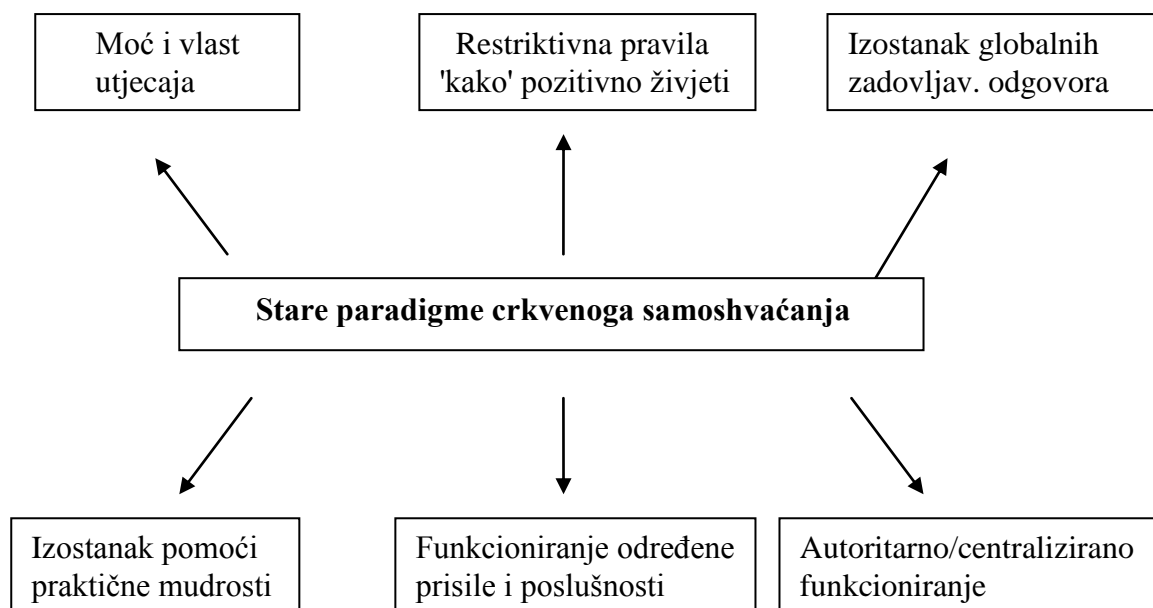 Moć i vlast
utjecaja
Restriktivna pravila
'kako' pozitivno živjeti
Izostanak globalnih
zadovljav. odgovora
Stare paradigme crkvenoga samoshvaćanja
Izostanak pomoći
praktične mudrosti
Funkcioniranje određene
prisile i poslušnosti
Autoritarno/centralizirano
funkcioniranje